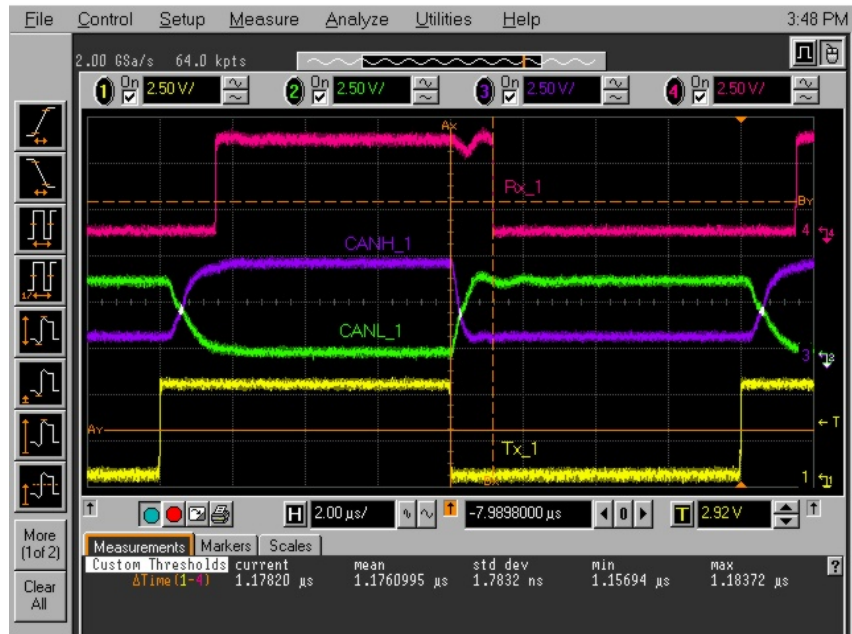 File Control Setup Measure Analyze Utilities Help 3:48 PM
2.00 GSa/s 64.0 kpts
1 On 2.50 V/ 2 On 2.50 V/ 3 On 2.50 V/ 4 On 2.50 V/
Ax
Rx_1
By
4
CANH_1
CANL_1
3 2
Ay
T
Tx_1
1
Bx
H 2.00 μs/ -7.9898000 μs 0 T 2.92 V
More
(1of 2)
Clear
All
Measurements Markers Scales
Custom Thresholds current mean std dev min max ?
ΔTime(1-4) 1.17820 μs 1.1760995 μs 1.7832 ns 1.15694 μs 1.18372 μs